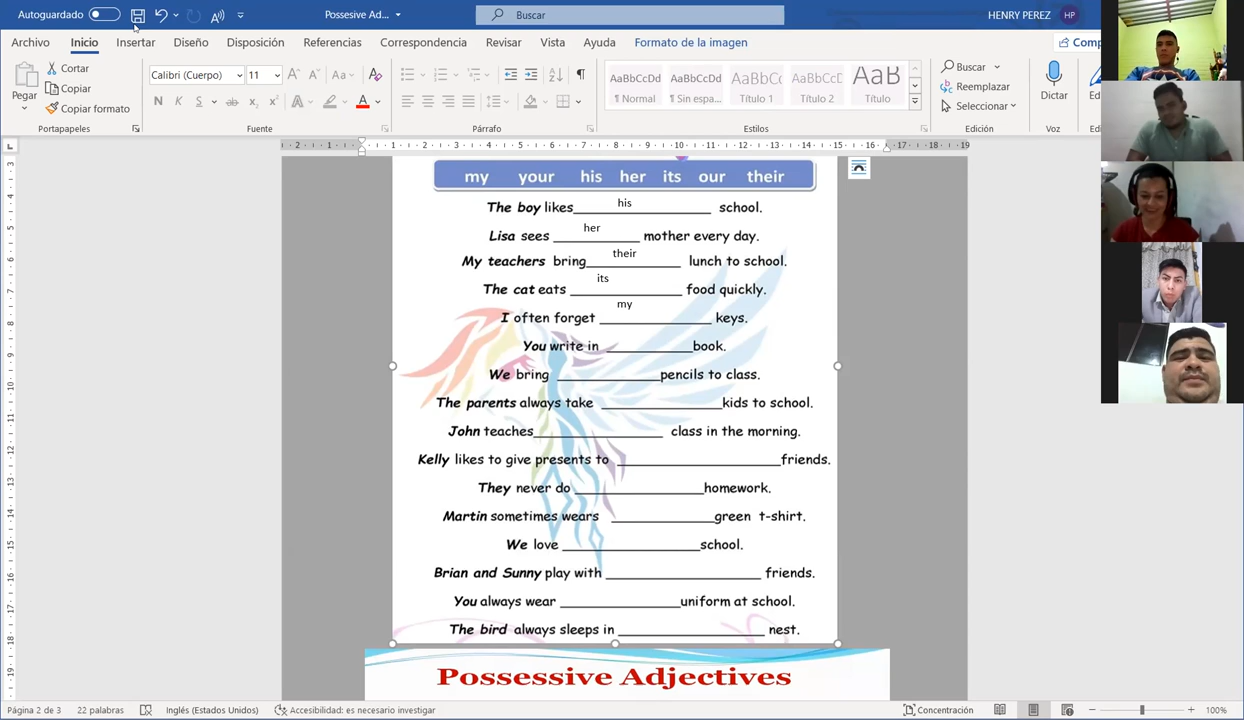 Autoguardado
Possesive Ad...
Buscar
HENRY PEREZ HP
Archivo Inicio Insertar Diseño Disposición Referencias Correspondencia Revisar Vista Ayuda Formato de la imagen
Pegar
Cortar
Copiar
Copiar formato
Portapapeles
Calibri (Cuerpo) 11
N K S
Fuente
Párrafo
AaBbCcDd AaBbCcDd AaBbCcDd AaBbCcDd AaB
¶ Normal ¶ Sin espa... Título 1 Título 2 Título
Estilos
Buscar
Reemplazar
Seleccionar
Edición
Dictar
Voz
my your his her its our their
The boy likes his school.
Lisa sees her mother every day.
My teachers bring their lunch to school.
The cat eats its food quickly.
I often forget my keys.
You write in book.
We bring pencils to class.
The parents always take kids to school.
John teaches class in the morning.
Kelly likes to give presents to friends.
They never do homework.
Martin sometimes wears green t-shirt.
We love school.
Brian and Sunny play with friends.
You always wear uniform at school.
The bird always sleeps in nest.
Possessive Adjectives
Página 2 de 3 22 palabras Inglés (Estados Unidos) Accesibilidad: es necesario investigar Concentración 100%